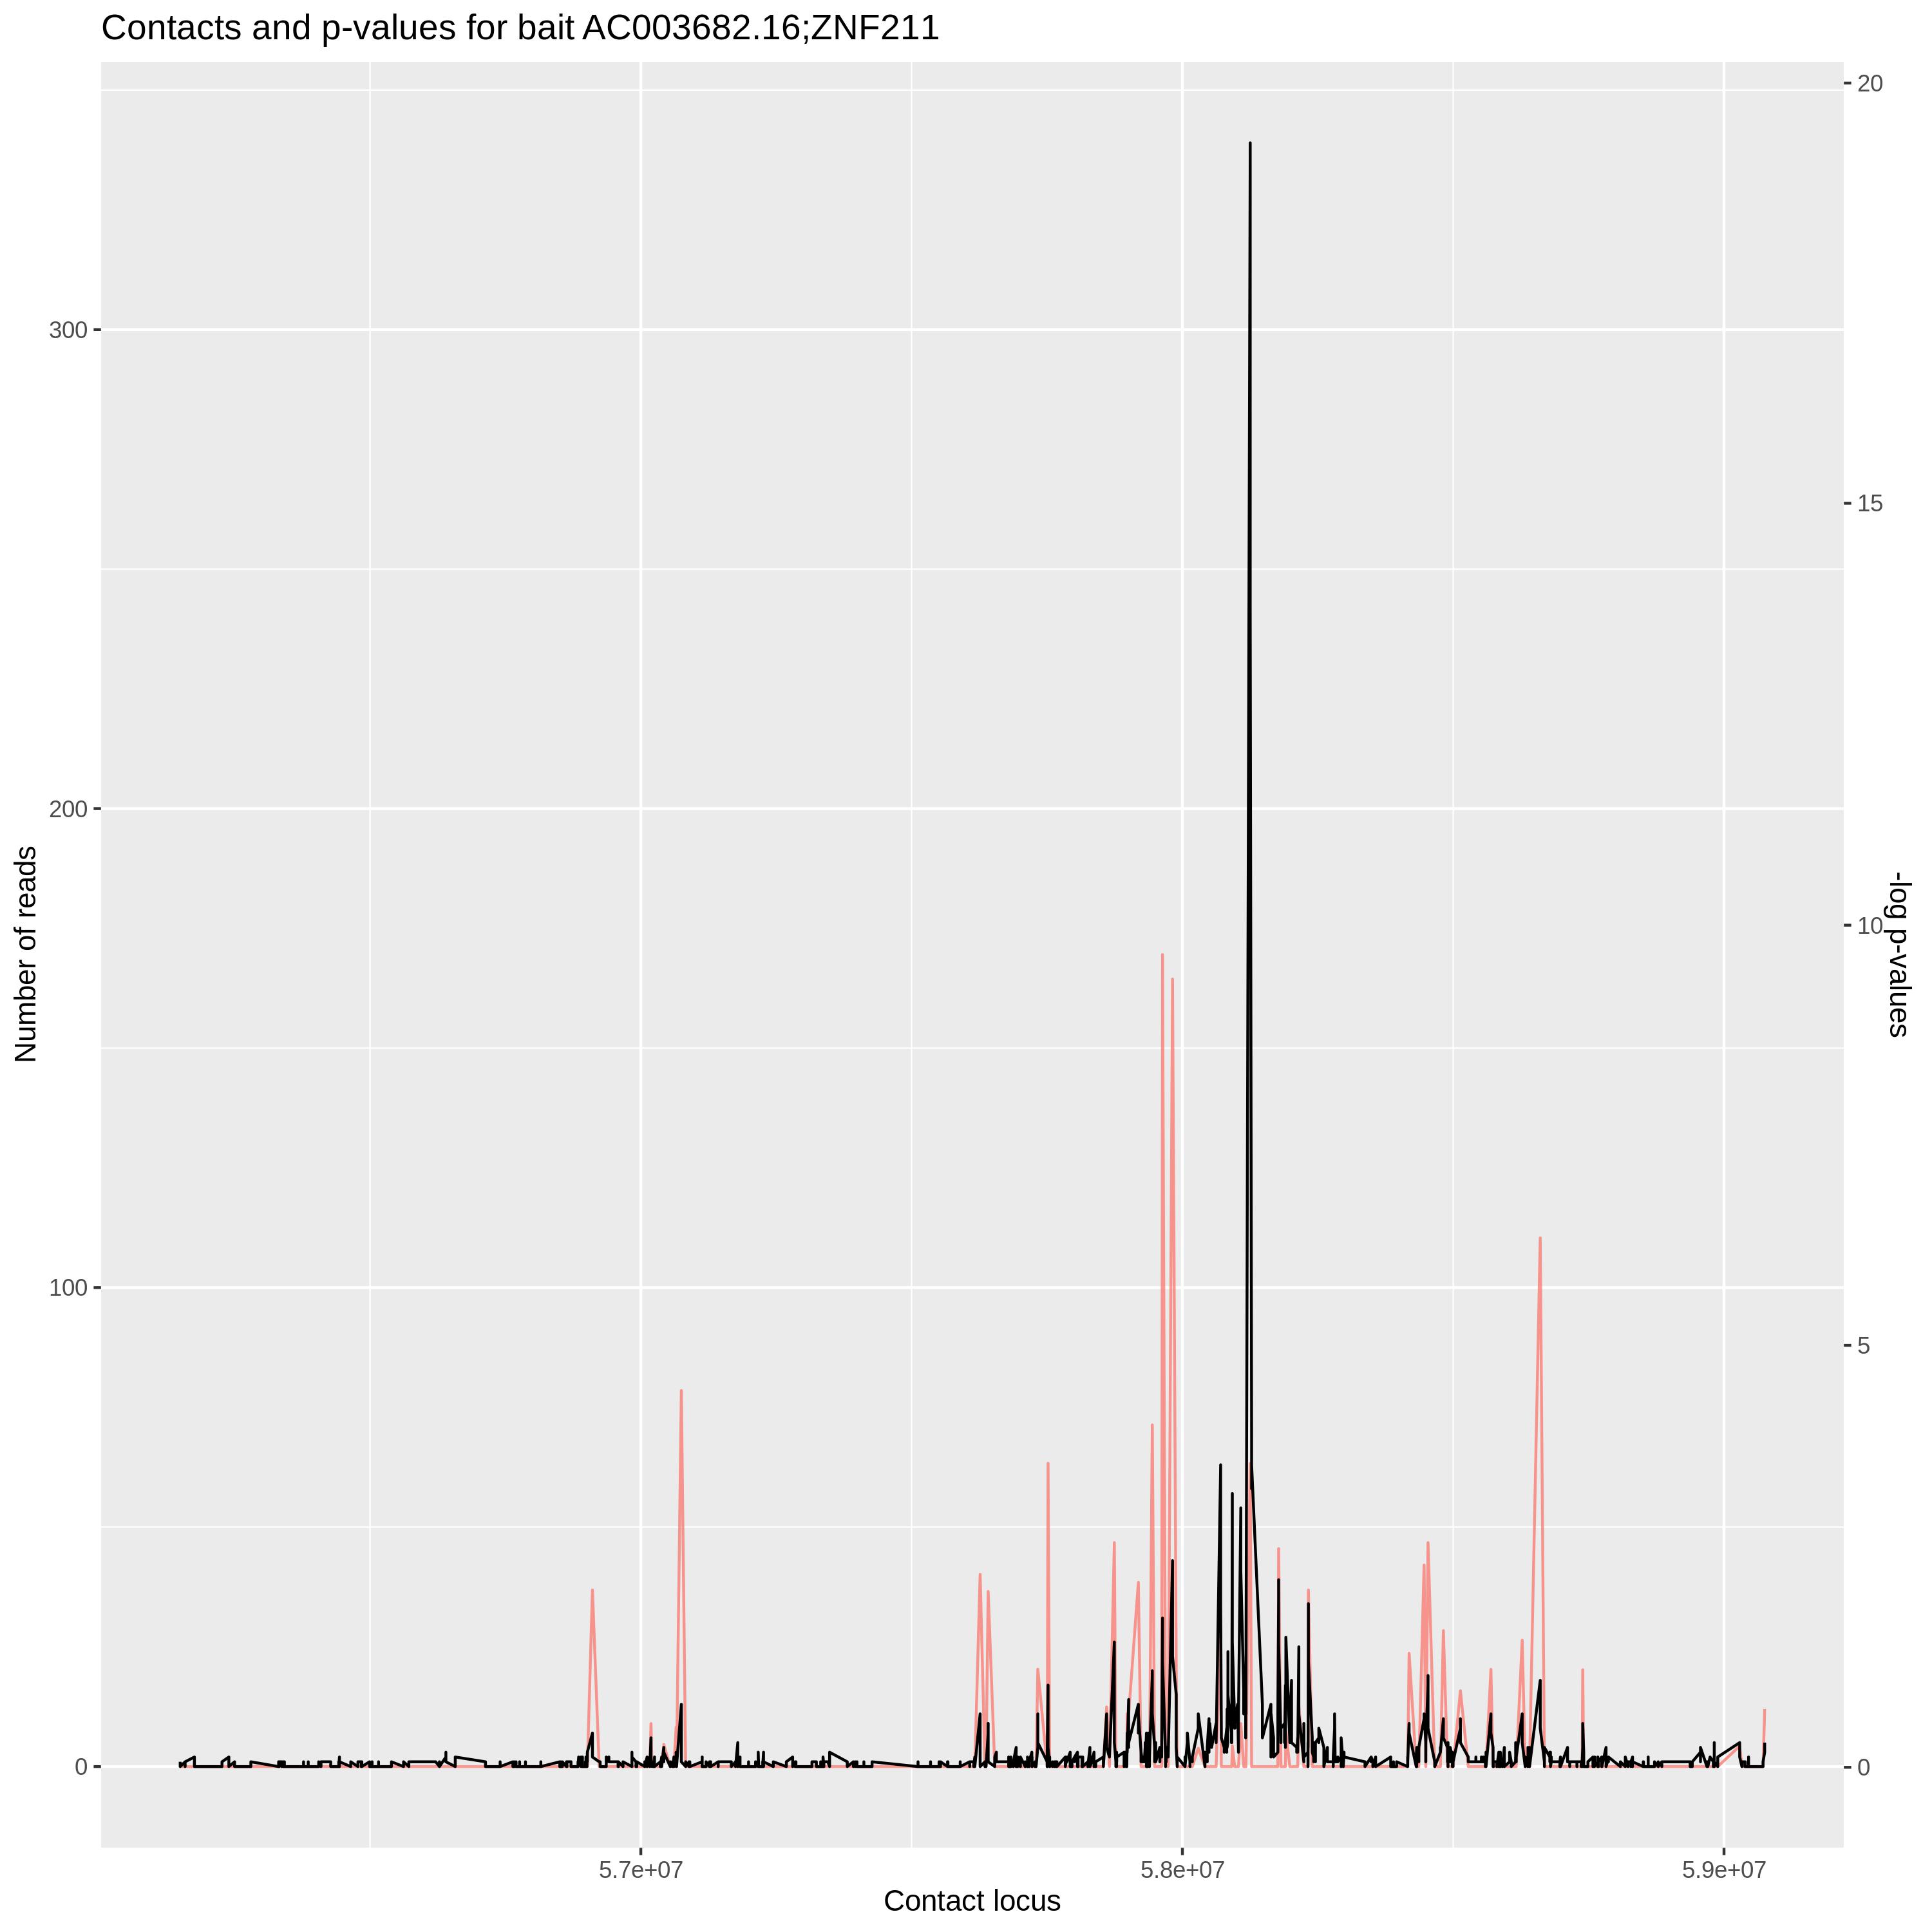 Contacts and p-values for bait AC003682.16;ZNF211
Number of reads
300
200
100
0
20
15
10
5
0
-log p-values
5.7e+07
5.8e+07
5.9e+07
Contact locus